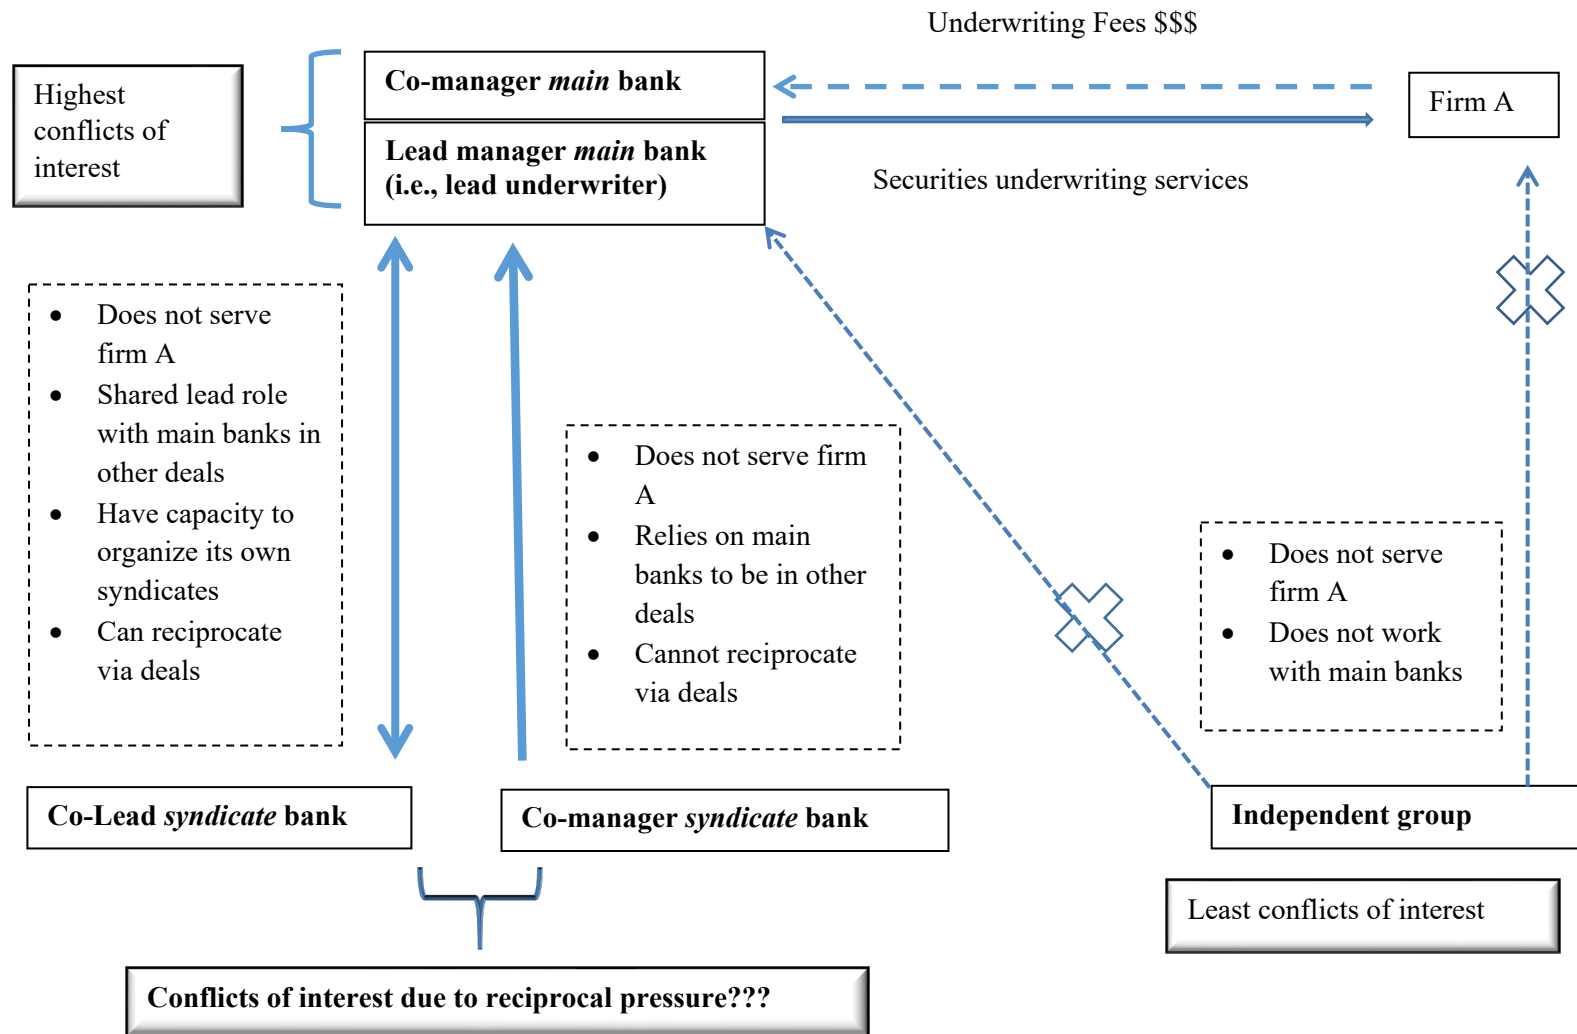 Underwriting Fees $$$
Highest
conflicts of
interest
Co-manager main bank
Lead manager main bank
(i.e., lead underwriter)
Firm A
Securities underwriting services
• Does not serve
firm A
• Shared lead role
with main banks in
other deals
• Have capacity to
organize its own
syndicates
• Can reciprocate
via deals
• Does not serve firm
A
• Relies on main
banks to be in other
deals
• Cannot reciprocate
via deals
• Does not serve
firm A
• Does not work
with main banks
Co-Lead syndicate bank
Co-manager syndicate bank
Independent group
Least conflicts of interest
Conflicts of interest due to reciprocal pressure???